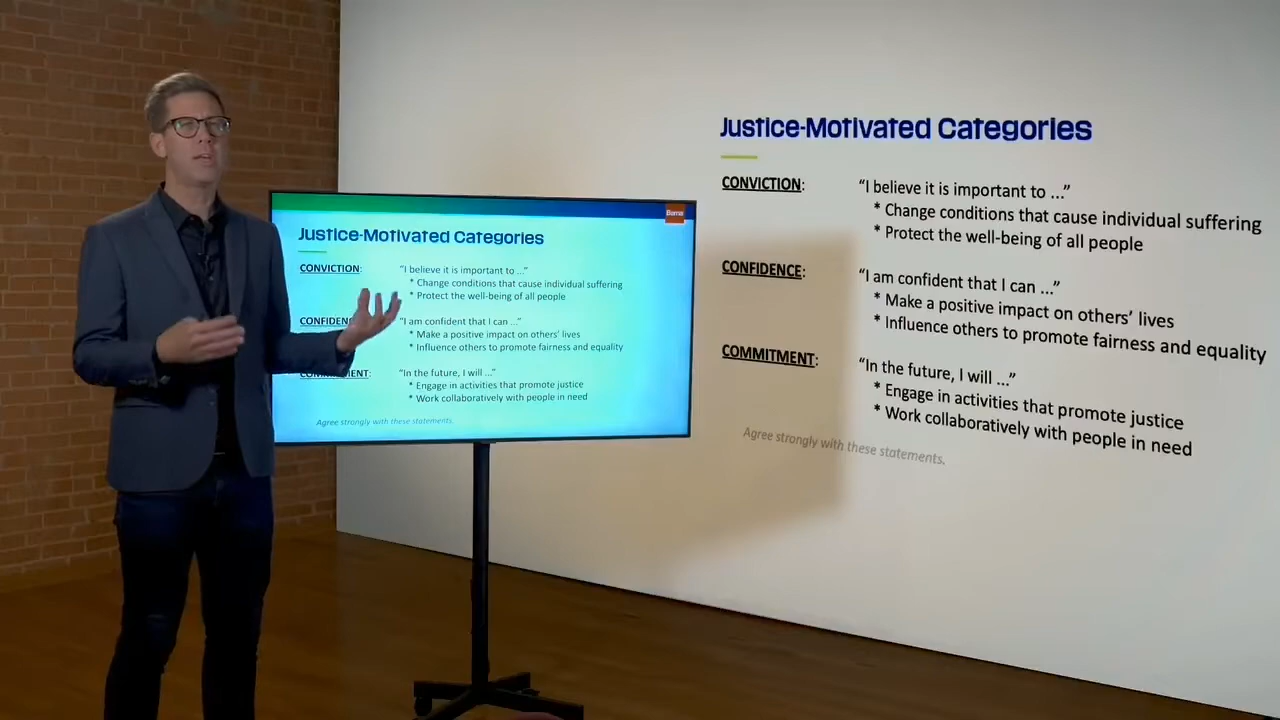 Justice-Motivated Categories
CONVICTION:
"I believe it is important to ..."
* Change conditions that cause individual suffering
* Protect the well-being of all people
CONFIDENCE:
"I am confident that I can ..."
* Make a positive impact on others' lives
* Influence others to promote fairness and equality
COMMITMENT:
"In the future, I will ..."
* Engage in activities that promote justice
* Work collaboratively with people in need
Agree strongly with these statements.
Barna
Justice-Motivated Categories
CONVICTION:
"I believe it is important to ..."
* Change conditions that cause individual suffering
* Protect the well-being of all people
"I am confident that I can ..."
* Make a positive impact on others' lives
* Influence others to promote fairness and equality
"In the future, I will ..."
* Engage in activities that promote justice
* Work collaboratively with people in need
Agree strongly with these statements.